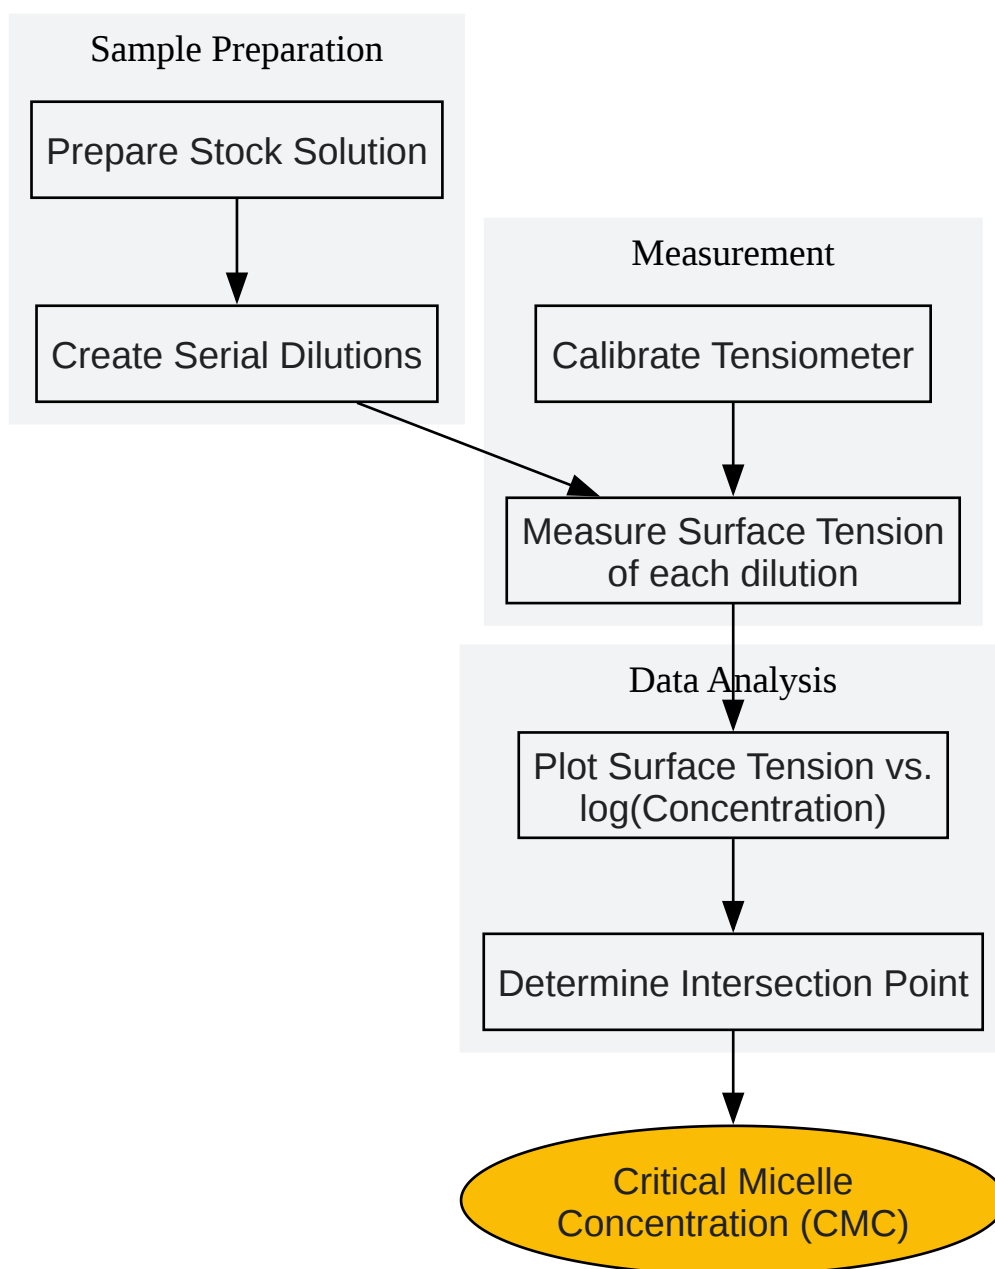 Sample Preparation
Prepare Stock Solution
Create Serial Dilutions
Measurement
Calibrate Tensiometer
Measure Surface Tension
of each dilution
Data Analysis
Plot Surface Tension vs.
log(Concentration)
Determine Intersection Point
Critical Micelle
Concentration (CMC)